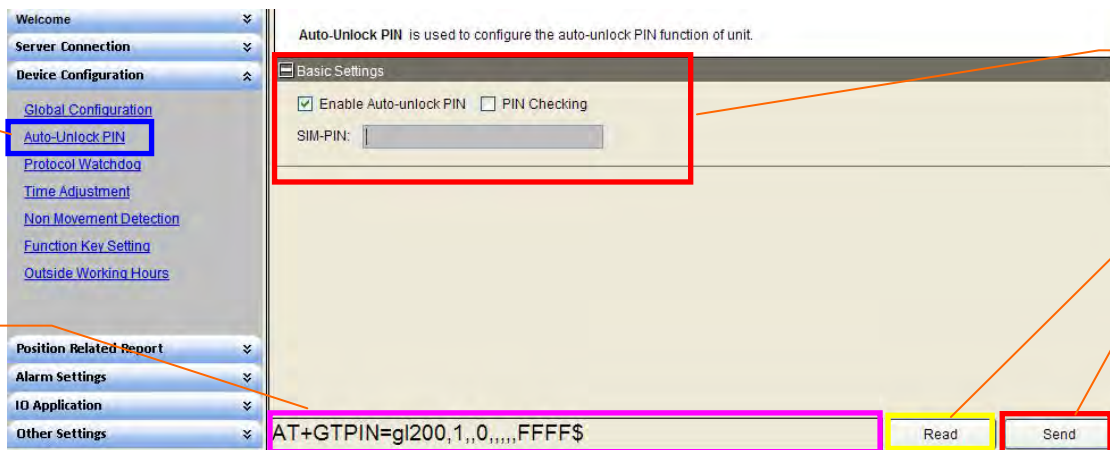 Welcome
Server Connection
Device Configuration
Global Configuration
Auto-Unlock PIN
Protocol Watchdog
Time Adjustment
Non Movement Detection
Function Key Setting
Outside Working Hours
Position Related Report
Alarm Settings
IO Application
Other Settings
Auto-Unlock PIN is used to configure the auto-unlock PIN function of unit.
Basic Settings
Enable Auto-unlock PIN PIN Checking
SIM-PIN:
AT+GTPIN=gl200,1,,0,,,,,FFFF$
Read Send